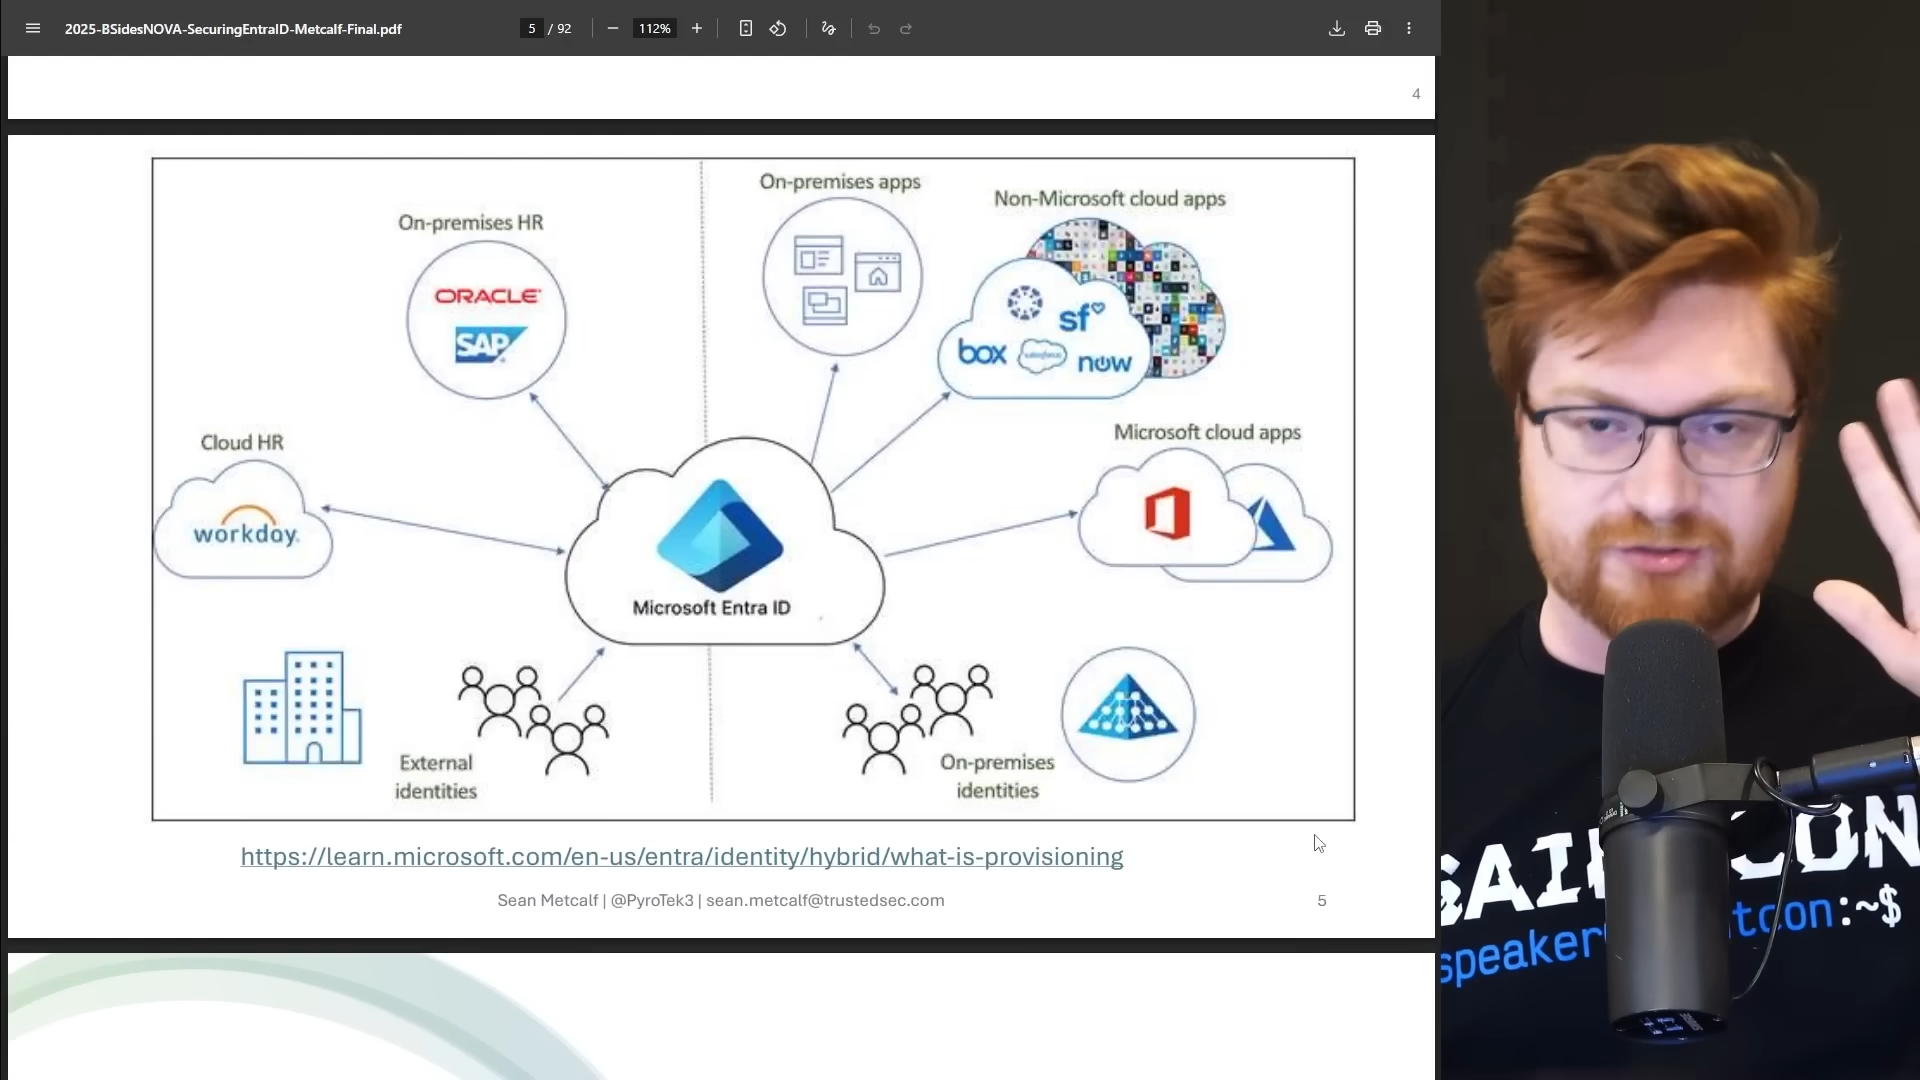 2025-BSidesNOVA-SecuringEntraID-Metcalf-Final.pdf
5 / 92
112%
4
On-premises apps
Non-Microsoft cloud apps
On-premises HR
ORACLE
SAP
sf
box
salesforce
now
Cloud HR
workday.
Microsoft cloud apps
Microsoft Entra ID
External
identities
On-premises
identities
https://learn.microsoft.com/en-us/entra/identity/hybrid/what-is-provisioning
Sean Metcalf | @PyroTek3 | sean.metcalf@trustedsec.com
5
tcon:~$
speaker